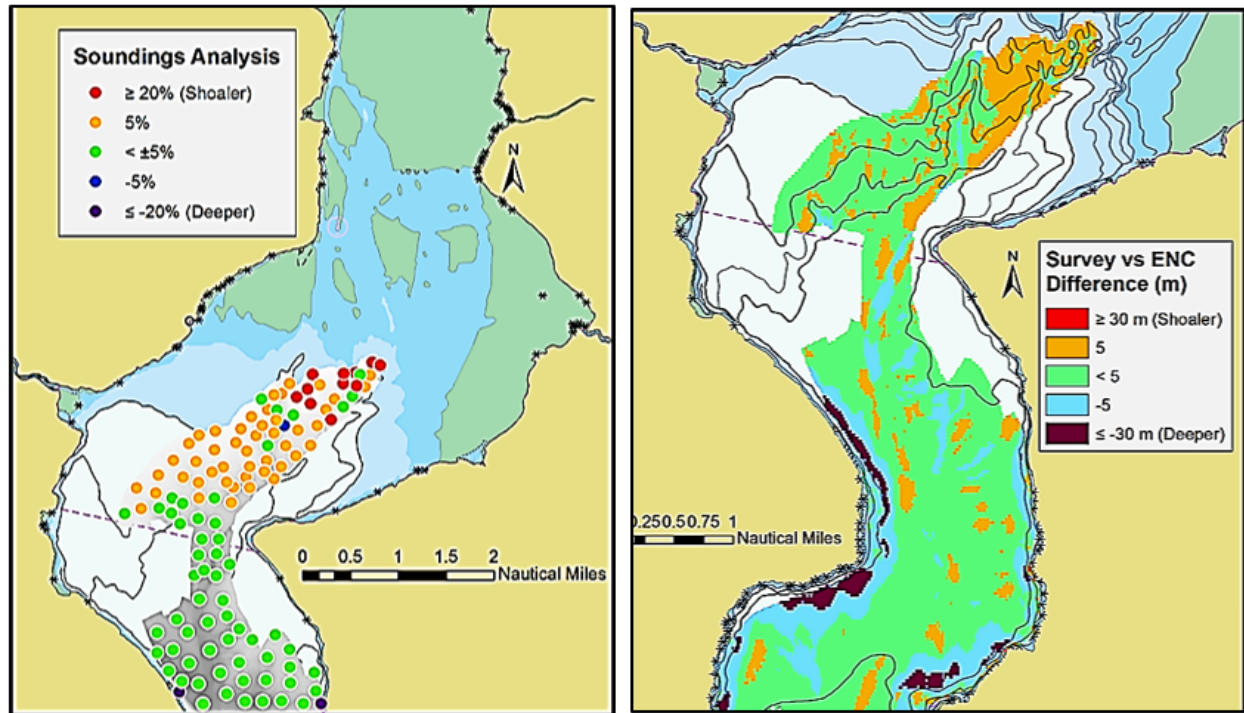 Soundings Analysis
≥ 20% (Shoaler)
5%
< ±5%
-5%
≤ -20% (Deeper)
N
0 0.5 1 1.5 2
Nautical Miles
N
Survey vs ENC
Difference (m)
≥ 30 m (Shoaler)
5
< 5
-5
≤ -30 m (Deeper)
0.250.50.75 1
Nautical Miles